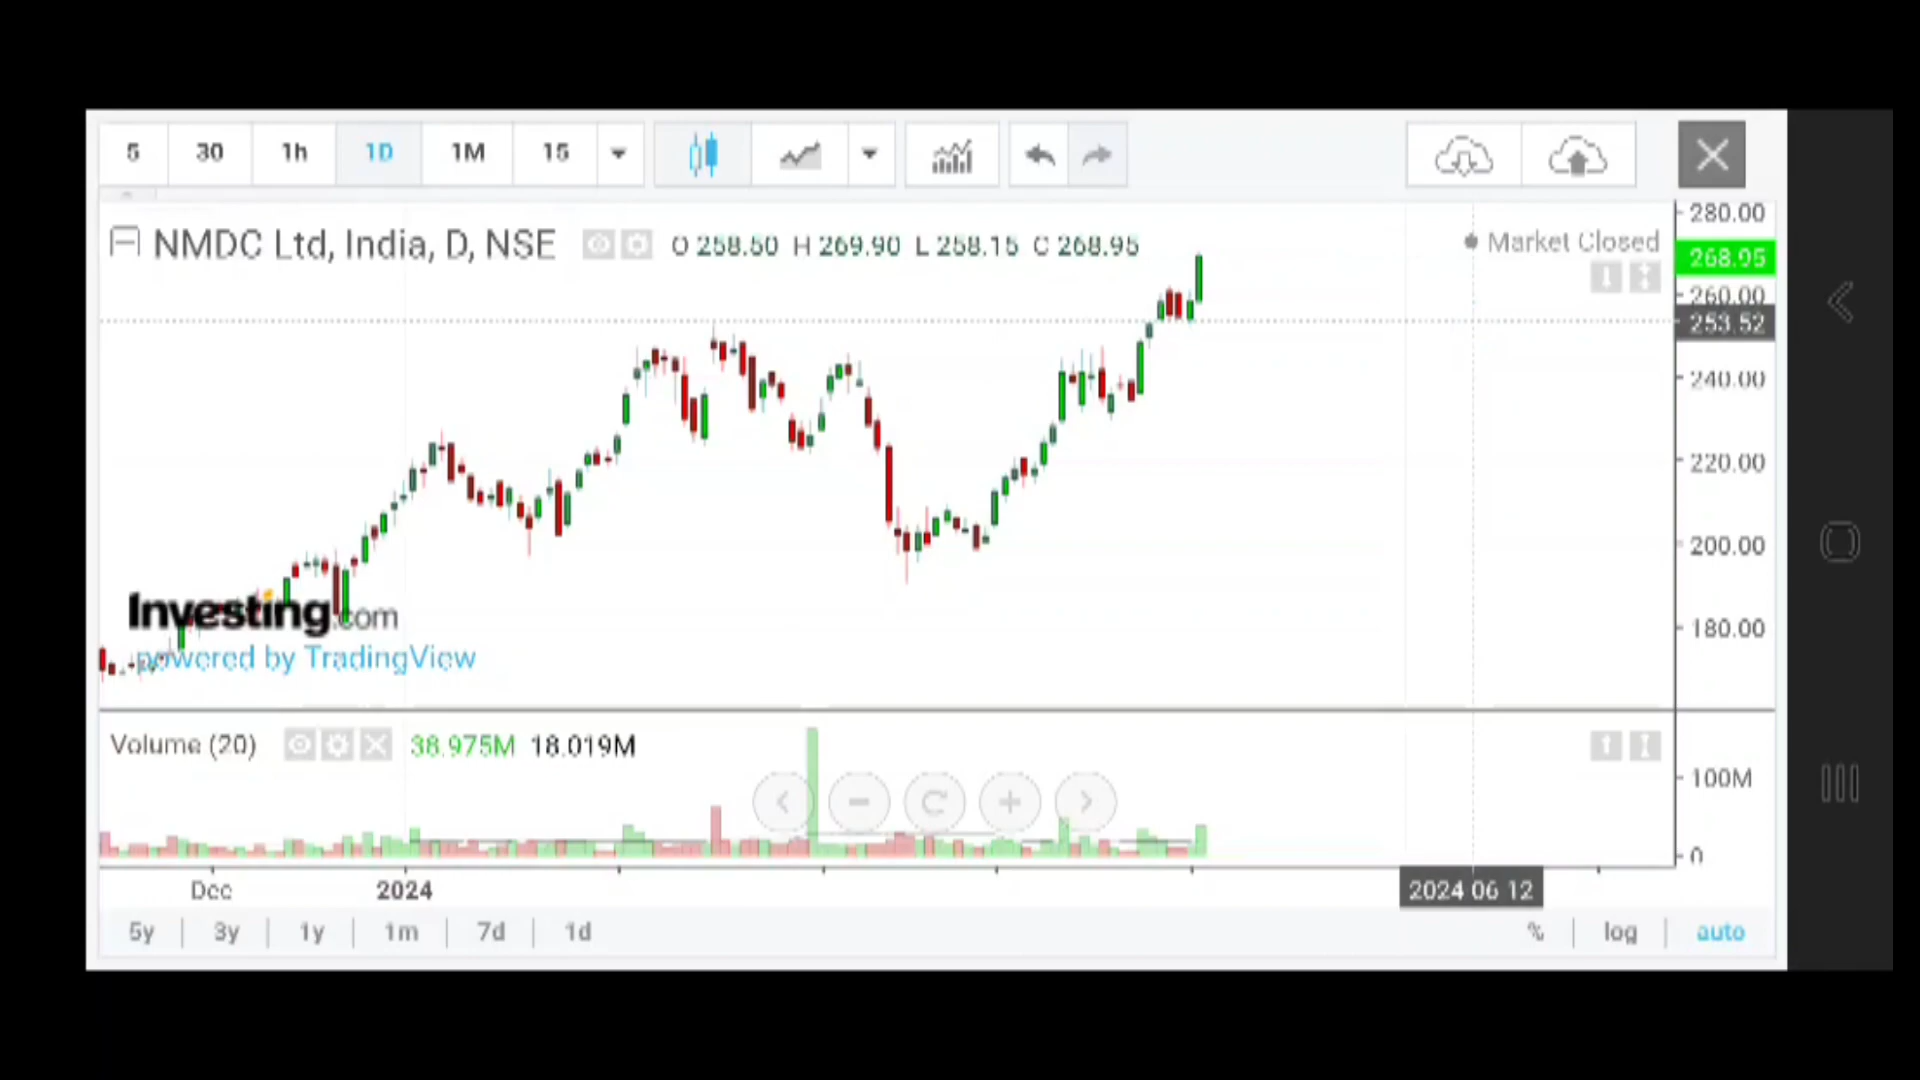 5 30 1h 1D 1M 15
NMDC Ltd, India, D, NSE O 258.50 H 269.90 L 258.15 C 268.95
Market Closed
280.00
268.95
260.00
253.52
240.00
220.00
200.00
180.00
Investing.com
powered by TradingView
Volume (20) 38.975M 18.019M
100M
0
Dec 2024 2024 06 12
5y 3y 1y 1m 7d 1d % log auto